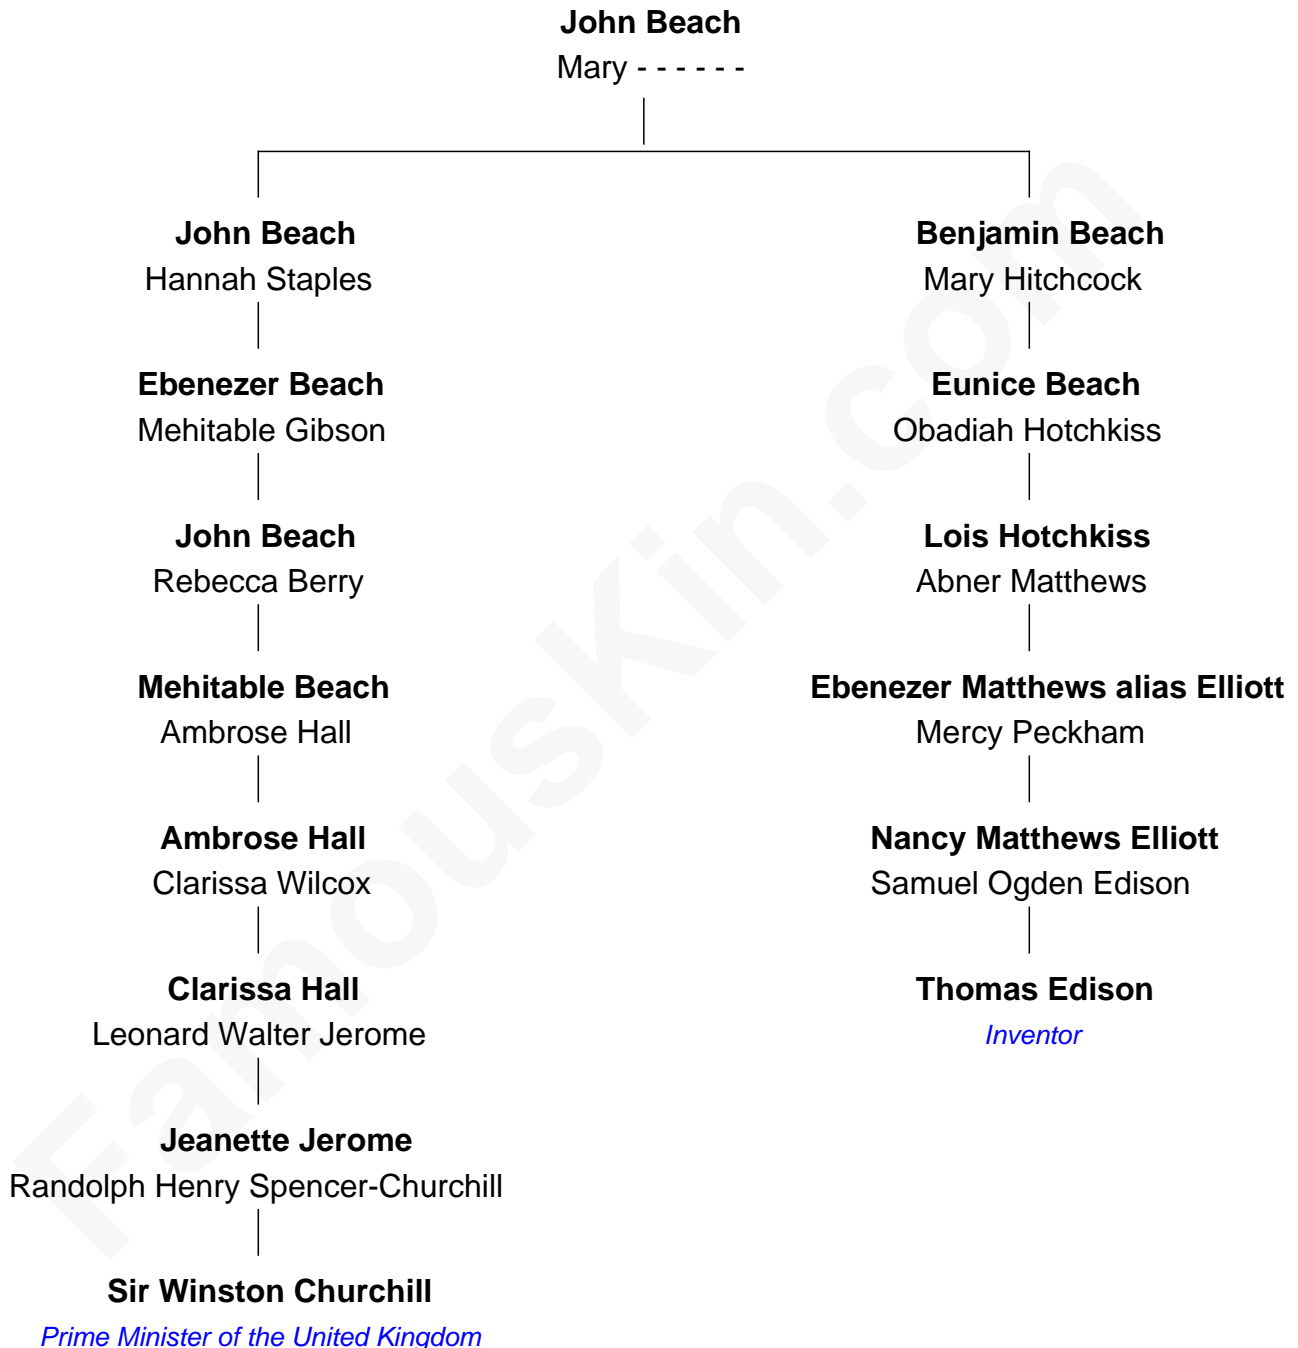 John Beach
Mary - - - - - -
John Beach
Hannah Staples
Benjamin Beach
Mary Hitchcock
Ebenezer Beach
Mehitable Gibson
Eunice Beach
Obadiah Hotchkiss
John Beach
Rebecca Berry
Lois Hotchkiss
Abner Matthews
Mehitable Beach
Ambrose Hall
Ebenezer Matthews alias Elliott
Mercy Peckham
Ambrose Hall
Clarissa Wilcox
Nancy Matthews Elliott
Samuel Ogden Edison
Clarissa Hall
Leonard Walter Jerome
Thomas Edison
Inventor
Jeanette Jerome
Randolph Henry Spencer-Churchill
Sir Winston Churchill
Prime Minister of the United Kingdom
FamousKin.com